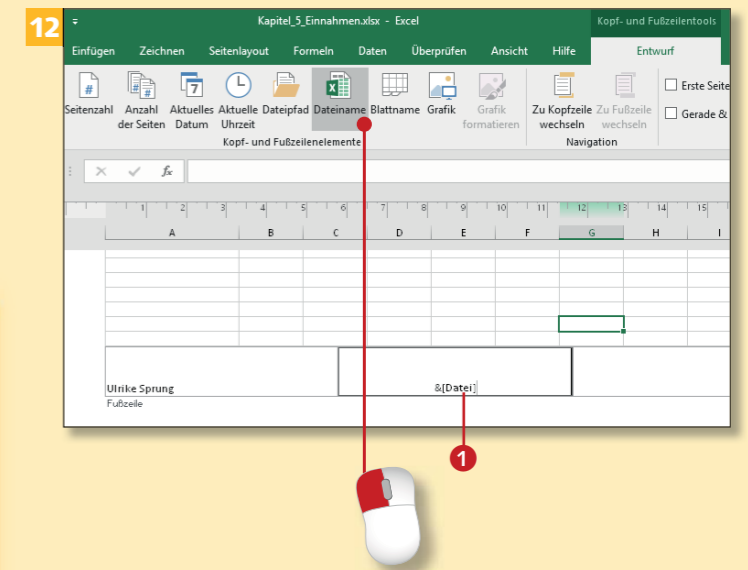 12
Kapitel_5_Einnahmen.xlsx - Excel
Kopf- und Fußzeilentools
Einfügen Zeichnen Seitenlayout Formeln Daten Überprüfen Ansicht Hilfe Entwurf
# # 7
Seitenzahl Anzahl der Seiten Aktuelles Datum Aktuelle Uhrzeit Dateipfad Dateiname Blattname Grafik Grafik formatieren Zu Kopfzeile wechseln Zu Fußzeile wechseln
Erste Seite
Gerade &
Kopf- und Fußzeilenelemente Navigation
fx
1 2 3 4 5 6 7 8 9 10 11 12 13 14 15
A B C D E F G H I
Ulrike Sprung &[Datei]
Fußzeile
1